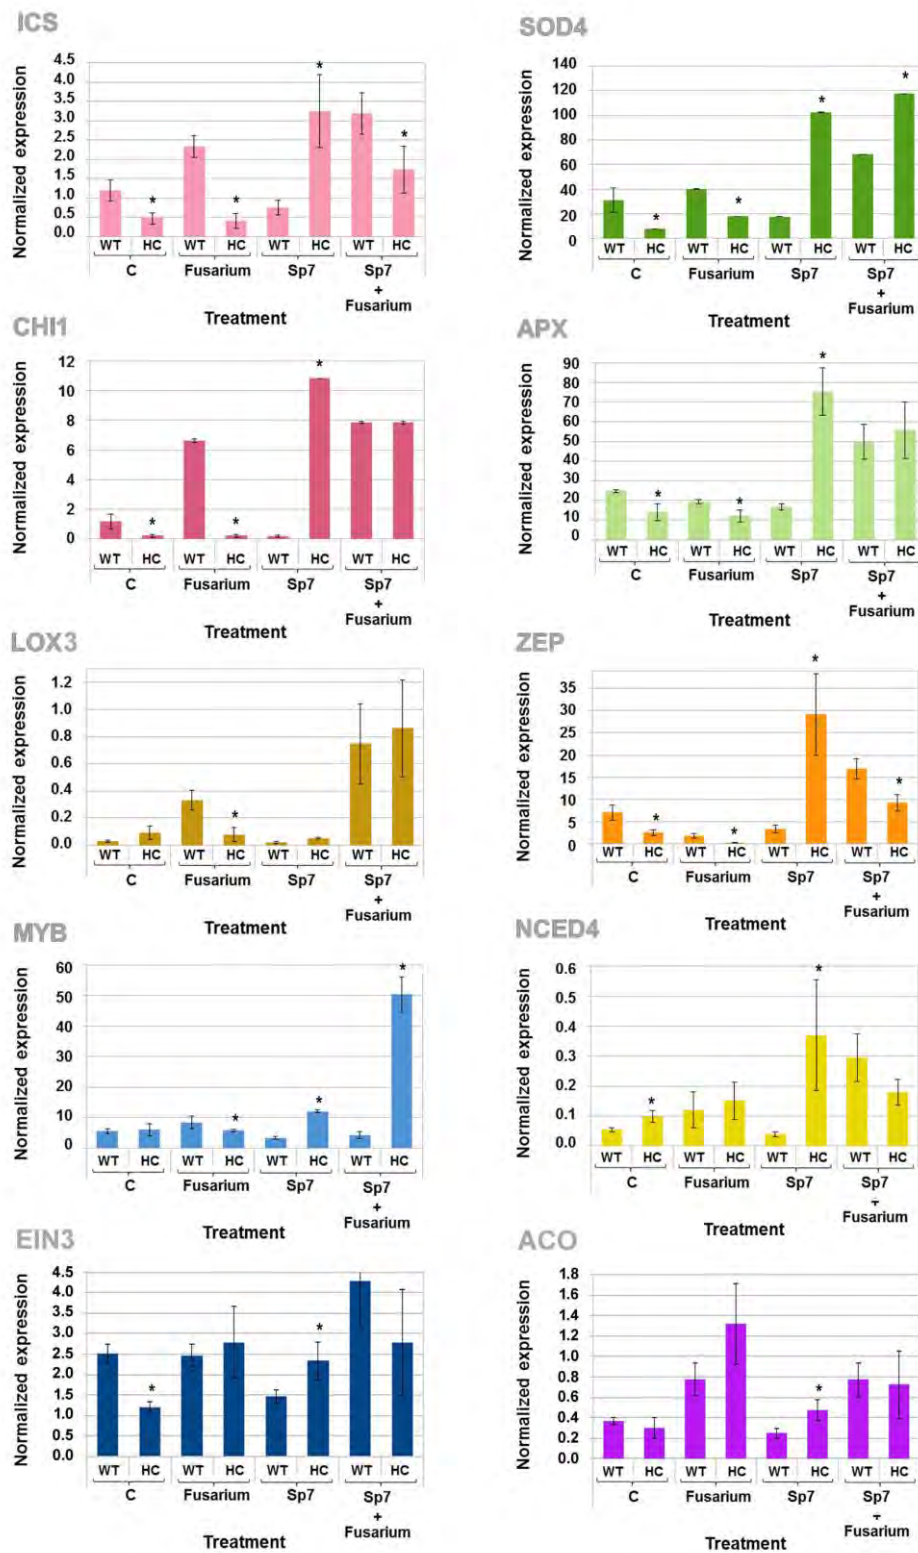 ICS
Normalized expression
4.5
4.0
3.5
3.0
2.5
2.0
1.5
1.0
0.5
0.0
* * * *
WT HC WT HC WT HC WT HC
C Fusarium Sp7 Sp7
+
Fusarium
Treatment
SOD4
Normalized expression
140
120
100
80
60
40
20
0
* * * *
WT HC WT HC WT HC WT HC
C Fusarium Sp7 Sp7
+
Fusarium
Treatment
CHI1
Normalized expression
12
10
8
6
4
2
0
* * *
WT HC WT HC WT HC WT HC
C Fusarium Sp7 Sp7
+
Fusarium
Treatment
APX
Normalized expression
90
80
70
60
50
40
30
20
10
0
* * *
WT HC WT HC WT HC WT HC
C Fusarium Sp7 Sp7
+
Fusarium
Treatment
LOX3
Normalized expression
1.2
1.0
0.8
0.6
0.4
0.2
0.0
*
WT HC WT HC WT HC WT HC
C Fusarium Sp7 Sp7
+
Fusarium
Treatment
ZEP
Normalized expression
35
30
25
20
15
10
5
0
* * * *
WT HC WT HC WT HC WT HC
C Fusarium Sp7 Sp7
+
Fusarium
Treatment
MYB
Normalized expression
60
50
40
30
20
10
0
* * *
WT HC WT HC WT HC WT HC
C Fusarium Sp7 Sp7
+
Fusarium
Treatment
NCED4
Normalized expression
0.6
0.5
0.4
0.3
0.2
0.1
0.0
* *
WT HC WT HC WT HC WT HC
C Fusarium Sp7 Sp7
+
Fusarium
Treatment
EIN3
Normalized expression
4.5
4.0
3.5
3.0
2.5
2.0
1.5
1.0
0.5
0.0
* *
WT HC WT HC WT HC WT HC
C Fusarium Sp7 Sp7
+
Fusarium
Treatment
ACO
Normalized expression
1.8
1.6
1.4
1.2
1.0
0.8
0.6
0.4
0.2
0.0
*
WT HC WT HC WT HC WT HC
C Fusarium Sp7 Sp7
+
Fusarium
Treatment